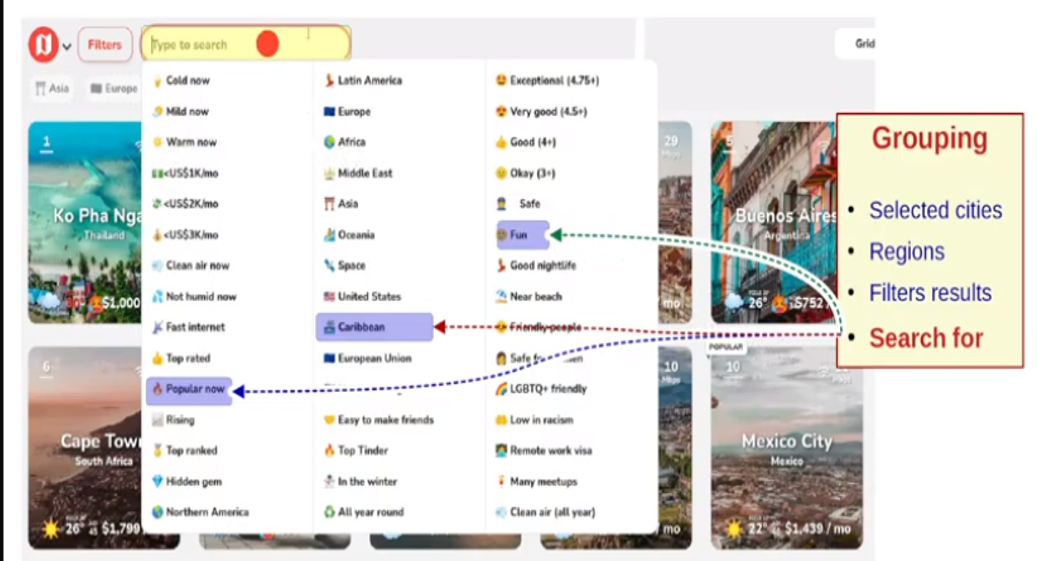 Filters
Type to search
Grid
Asia
Europe
Cold now
Mild now
Warm now
<US$1K/mo
<US$2K/mo
<US$3K/mo
Clean air now
Not humid now
Fast internet
Top rated
Popular now
Rising
Top ranked
Hidden gem
Northern America
Latin America
Europe
Africa
Middle East
Asia
Oceania
Space
United States
Caribbean
European Union
Easy to make friends
Top Tinder
In the winter
All year round
Exceptional (4.75+)
Very good (4.5+)
Good (4+)
Okay (3+)
Safe
Fun
Good nightlife
Near beach
Friendly people
Safe
LGBTQ+ friendly
Low in racism
Remote work visa
Many meetups
Clean air (all year)
1
Ko Pha Nga
Thailand
$1,000
29
Mbps
mo
5
Buenos Aires
Argentina
26°
$752
6
Cape Town
South Africa
26°
$1,799
10
Mbps
/ mo
POPULAR
10
Mexico City
Mexico
22°
$1,439 / mo
Grouping
• Selected cities
• Regions
• Filters results
• Search for